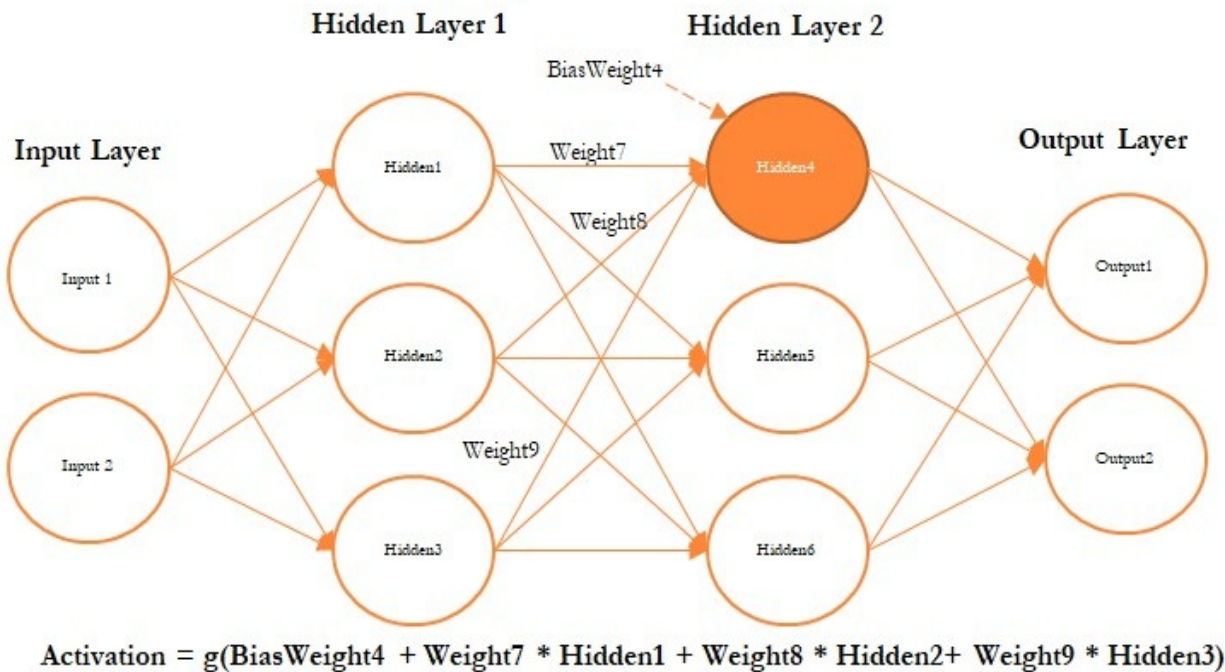 Hidden Layer 1
Hidden Layer 2
BiasWeight4
Input Layer
Output Layer
Weight7
Hidden1
Hidden4
Weight8
Input 1
Output1
Hidden2
Hidden5
Weight9
Input 2
Output2
Hidden3
Hidden6
Activation = g(BiasWeight4 + Weight7 * Hidden1 + Weight8 * Hidden2+ Weight9 * Hidden3)